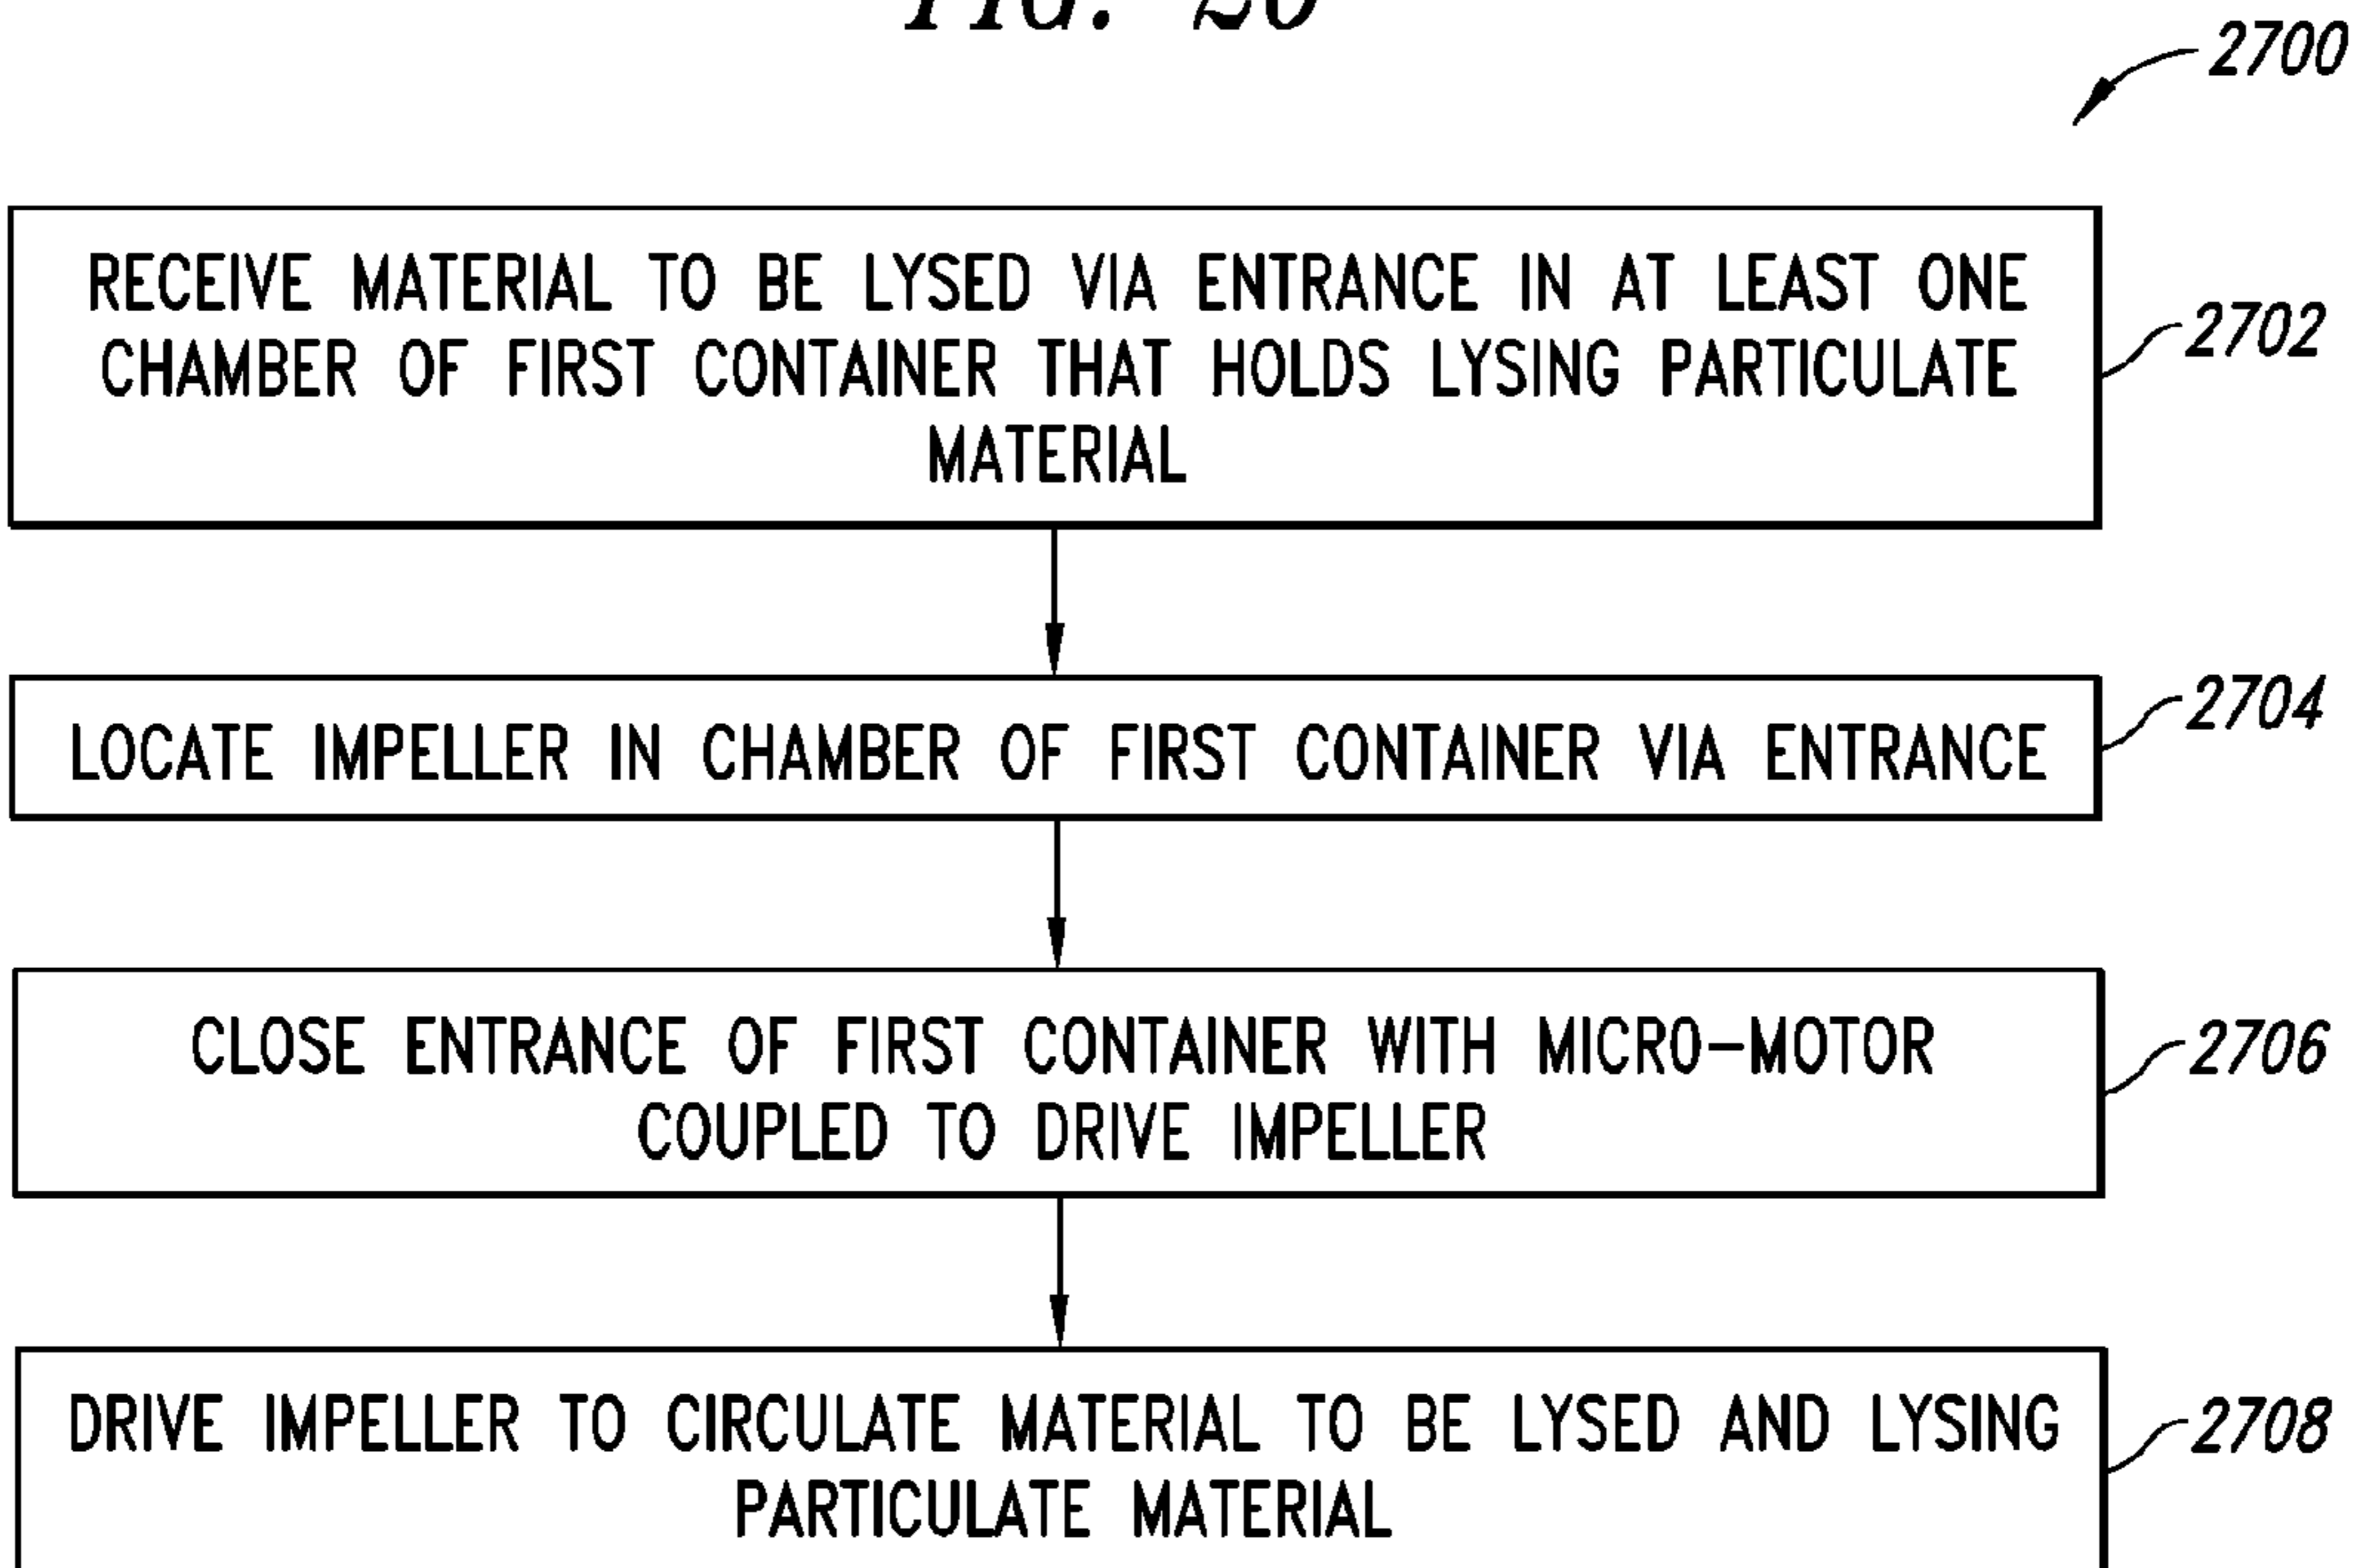 FIG. 26
2700
RECEIVE MATERIAL TO BE LYSED VIA ENTRANCE IN AT LEAST ONE
CHAMBER OF FIRST CONTAINER THAT HOLDS LYSING PARTICULATE
MATERIAL
2702
LOCATE IMPELLER IN CHAMBER OF FIRST CONTAINER VIA ENTRANCE
2704
CLOSE ENTRANCE OF FIRST CONTAINER WITH MICRO-MOTOR
COUPLED TO DRIVE IMPELLER
2706
DRIVE IMPELLER TO CIRCULATE MATERIAL TO BE LYSED AND LYSING
PARTICULATE MATERIAL
2708